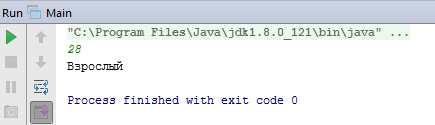 Run Main
"C:\Program Files\Java\jdk1.8.0_121\bin\java" ...
28
Взрослый
Process finished with exit code 0